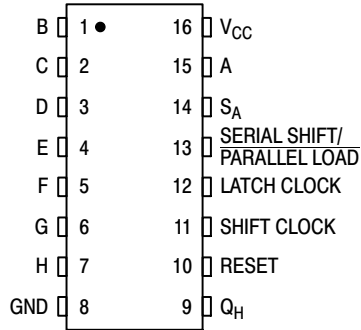 B 1 16 VCC
C 2 15 A
D 3 14 SA
E 4 13 SERIAL SHIFT/
PARALLEL LOAD
F 5 12 LATCH CLOCK
G 6 11 SHIFT CLOCK
H 7 10 RESET
GND 8 9 QH